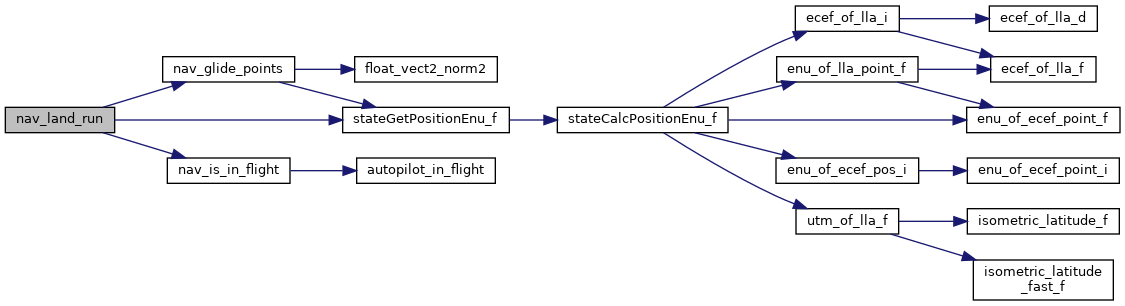 nav_land_run
nav_glide_points
nav_is_in_flight
float_vect2_norm2
stateGetPositionEnu_f
autopilot_in_flight
stateCalcPositionEnu_f
ecef_of_lla_i
enu_of_lla_point_f
enu_of_ecef_pos_i
utm_of_lla_f
ecef_of_lla_d
ecef_of_lla_f
enu_of_ecef_point_f
enu_of_ecef_point_i
isometric_latitude_f
isometric_latitude
_fast_f